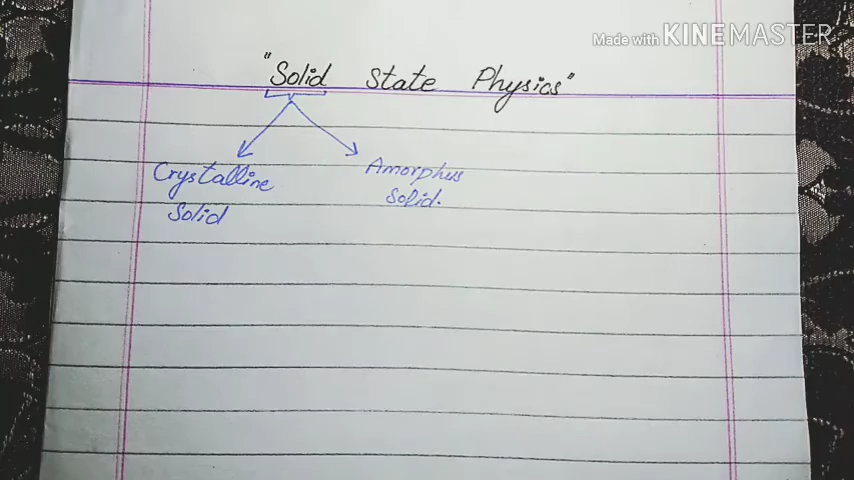 Made with KINEMASTER
"Solid State Physics"
Crystalline
Solid
Amorphus
Solid.